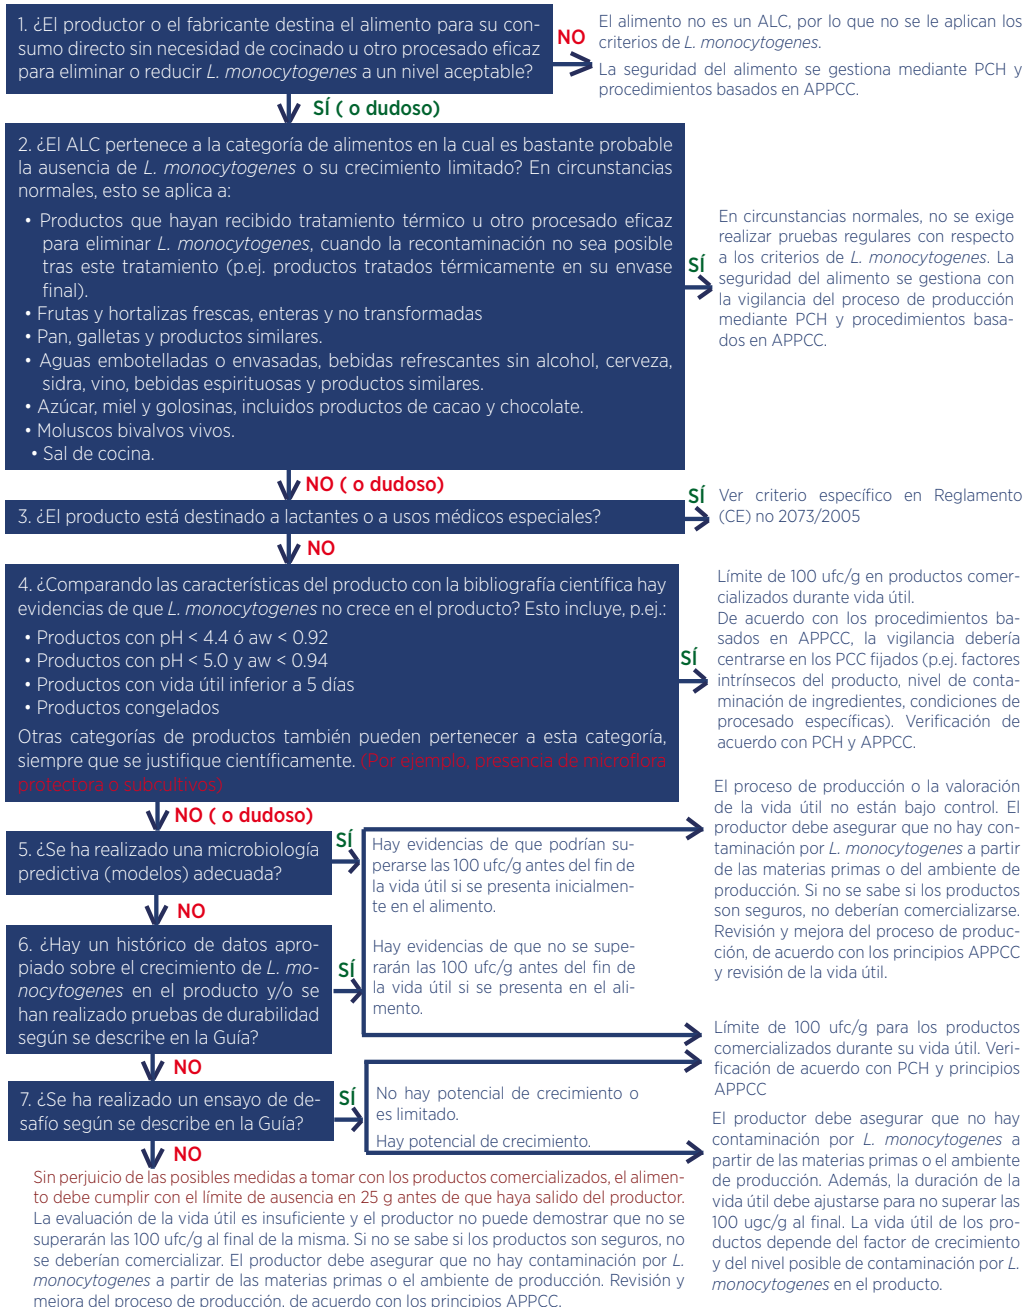 1. ¿El productor o el fabricante destina el alimento para su con-
sumo directo sin necesidad de cocinado u otro procesado eficaz
para eliminar o reducir L. monocytogenes a un nivel aceptable?
NO
El alimento no es un ALC, por lo que no se le aplican los
criterios de L. monocytogenes.
La seguridad del alimento se gestiona mediante PCH y
procedimientos basados en APPCC.
SÍ ( o dudoso)
2. ¿El ALC pertenece a la categoría de alimentos en la cual es bastante probable
la ausencia de L. monocytogenes o su crecimiento limitado? En circunstancias
normales, esto se aplica a:
• Productos que hayan recibido tratamiento térmico u otro procesado eficaz
para eliminar L. monocytogenes, cuando la recontaminación no sea posible
tras este tratamiento (p.ej. productos tratados térmicamente en su envase
final).
• Frutas y hortalizas frescas, enteras y no transformadas
• Pan, galletas y productos similares.
• Aguas embotelladas o envasadas, bebidas refrescantes sin alcohol, cerveza,
sidra, vino, bebidas espirituosas y productos similares.
• Azúcar, miel y golosinas, incluidos productos de cacao y chocolate.
• Moluscos bivalvos vivos.
• Sal de cocina.
SÍ
En circunstancias normales, no se exige
realizar pruebas regulares con respecto
a los criterios de L. monocytogenes. La
seguridad del alimento se gestiona con
la vigilancia del proceso de producción
mediante PCH y procedimientos basa-
dos en APPCC.
NO ( o dudoso)
3. ¿El producto está destinado a lactantes o a usos médicos especiales?
SÍ
Ver criterio específico en Reglamento
(CE) no 2073/2005
NO
4. ¿Comparando las características del producto con la bibliografía científica hay
evidencias de que L. monocytogenes no crece en el producto? Esto incluye, p.ej.:
• Productos con pH < 4.4 ó aw < 0.92
• Productos con pH < 5.0 y aw < 0.94
• Productos con vida útil inferior a 5 días
• Productos congelados
Otras categorías de productos también pueden pertenecer a esta categoría,
siempre que se justifique científicamente. (Por ejemplo, presencia de microflora
protectora o subcultivos)
SÍ
Límite de 100 ufc/g en productos comer-
cializados durante vida útil.
De acuerdo con los procedimientos ba-
sados en APPCC, la vigilancia debería
centrarse en los PCC fijados (p.ej. factores
intrínsecos del producto, nivel de conta-
minación de ingredientes, condiciones de
procesado específicas). Verificación de
acuerdo con PCH y APPCC.
NO ( o dudoso)
5. ¿Se ha realizado una microbiología
predictiva (modelos) adecuada?
SÍ
Hay evidencias de que podrían su-
perarse las 100 ufc/g antes del fin de
la vida útil si se presenta inicialmen-
te en el alimento.
El proceso de producción o la valoración
de la vida útil no están bajo control. El
productor debe asegurar que no hay con-
taminación por L. monocytogenes a partir
de las materias primas o del ambiente de
producción. Si no se sabe si los productos
son seguros, no deberían comercializarse.
Revisión y mejora del proceso de produc-
ción, de acuerdo con los principios APPCC
y revisión de la vida útil.
NO
6. ¿Hay un histórico de datos apro-
piado sobre el crecimiento de L. mo-
nocytogenes en el producto y/o se
han realizado pruebas de durabilidad
según se describe en la Guía?
SÍ
Hay evidencias de que no se supe-
rarán las 100 ufc/g antes del fin de
la vida útil si se presenta en el ali-
mento.
Límite de 100 ufc/g para los productos
comercializados durante su vida útil. Veri-
ficación de acuerdo con PCH y principios
APPCC
NO
7. ¿Se ha realizado un ensayo de de-
safío según se describe en la Guía?
SÍ
No hay potencial de crecimiento o
es limitado.
Hay potencial de crecimiento.
El productor debe asegurar que no hay
contaminación por L. monocytogenes a
partir de las materias primas o el ambiente
de producción. Además, la duración de la
vida útil debe ajustarse para no superar las
100 ugc/g al final. La vida útil de los pro-
ductos depende del factor de crecimiento
y del nivel posible de contaminación por L.
monocytogenes en el producto.
NO
Sin perjuicio de las posibles medidas a tomar con los productos comercializados, el alimen-
to debe cumplir con el límite de ausencia en 25 g antes de que haya salido del productor.
La evaluación de la vida útil es insuficiente y el productor no puede demostrar que no se
superarán las 100 ufc/g al final de la misma. Si no se sabe si los productos son seguros, no
se deberían comercializar. El productor debe asegurar que no hay contaminación por L.
monocytogenes a partir de las materias primas o el ambiente de producción. Revisión y
mejora del proceso de producción, de acuerdo con los principios APPCC.